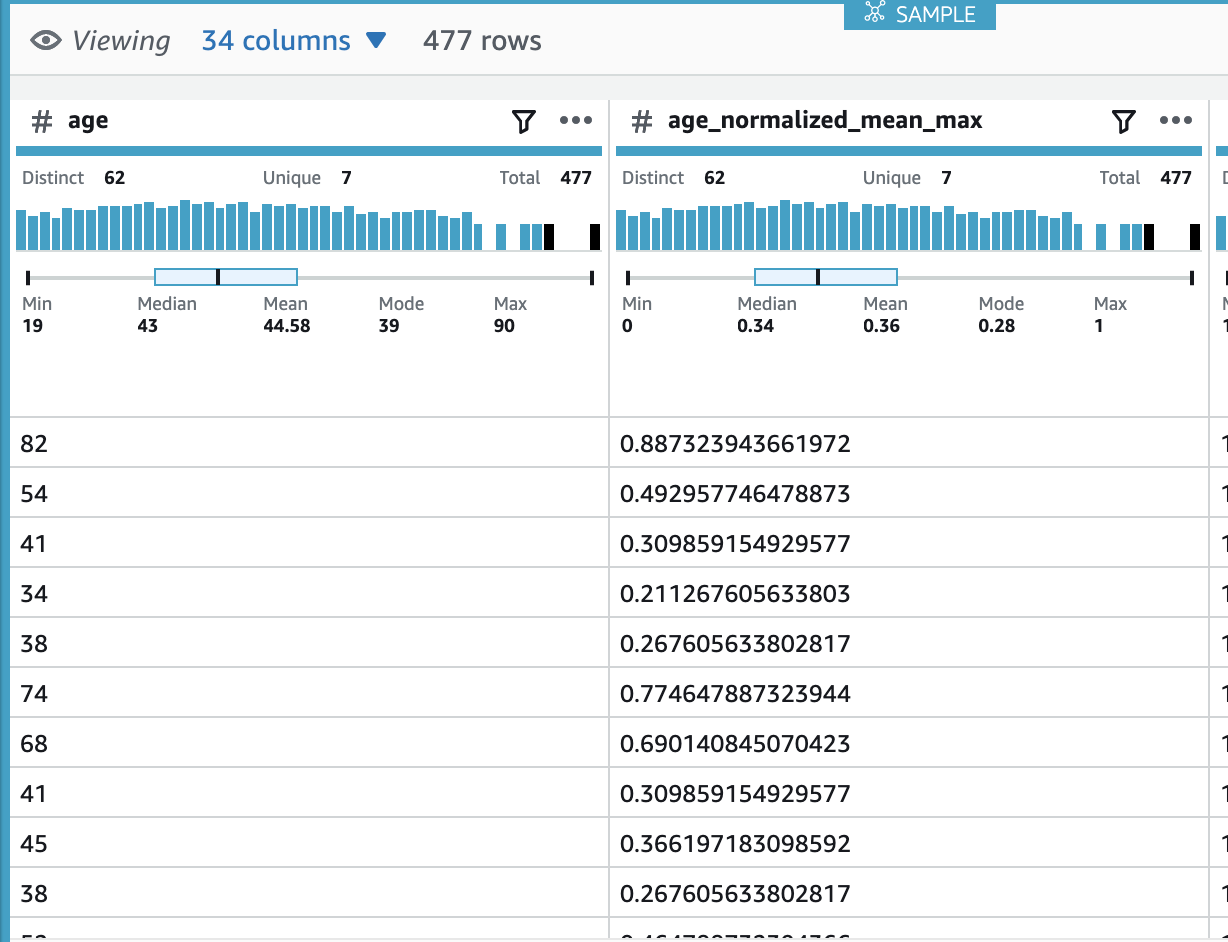 SAMPLE
Viewing 34 columns 477 rows
# age # age_normalized_mean_max
Distinct 62 Unique 7 Total 477 Distinct 62 Unique 7 Total 477
Min Median Mean Mode Max Min Median Mean Mode Max
19 43 44.58 39 90 0 0.34 0.36 0.28 1
82 0.887323943661972
54 0.492957746478873
41 0.309859154929577
34 0.211267605633803
38 0.267605633802817
74 0.774647887323944
68 0.690140845070423
41 0.309859154929577
45 0.366197183098592
38 0.267605633802817